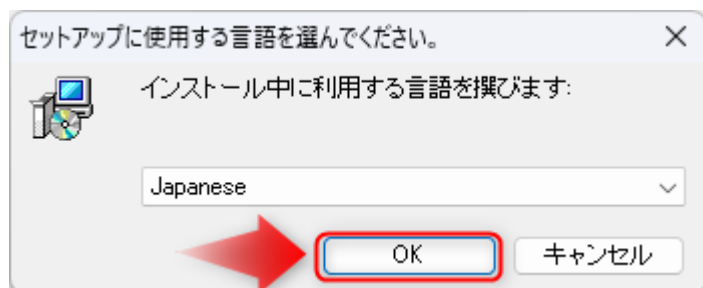 セットアップに使用する言語を選んでください。
インストール中に利用する言語を撰びます:
Japanese
OK
キャンセル